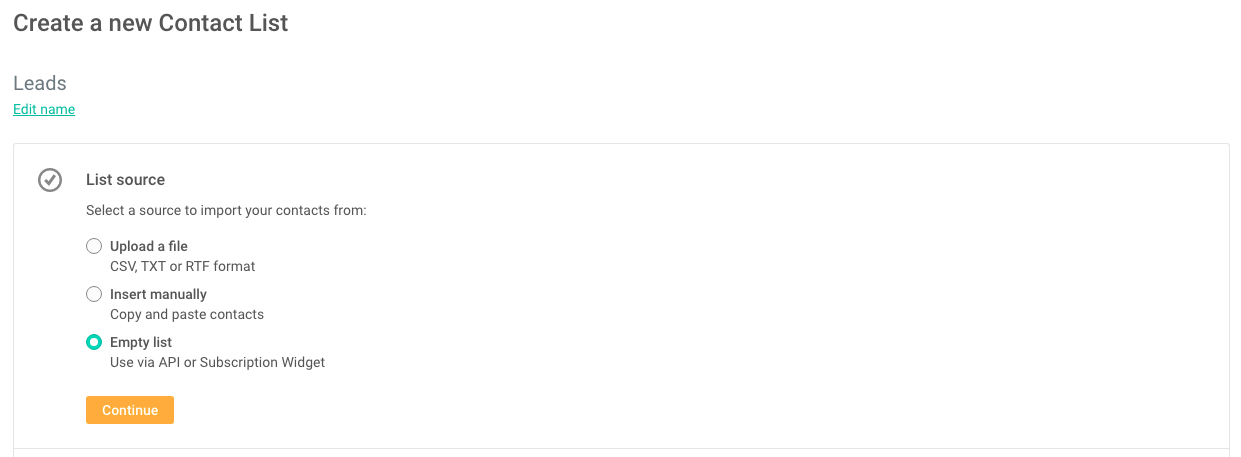 Create a new Contact List
Leads
Edit name
List source
Select a source to import your contacts from:
Upload a file
CSV, TXT or RTF format
Insert manually
Copy and paste contacts
Empty list
Use via API or Subscription Widget
Continue